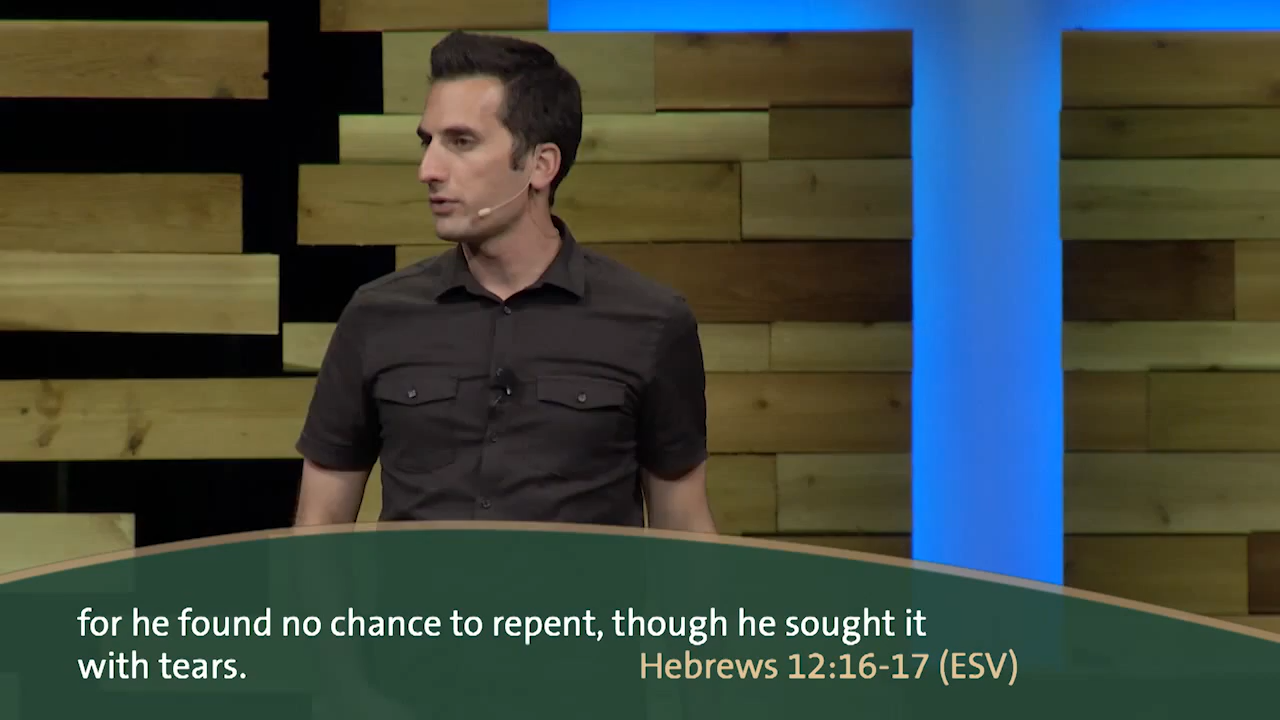 for he found no chance to repent, though he sought it
with tears. Hebrews 12:16-17 (ESV)